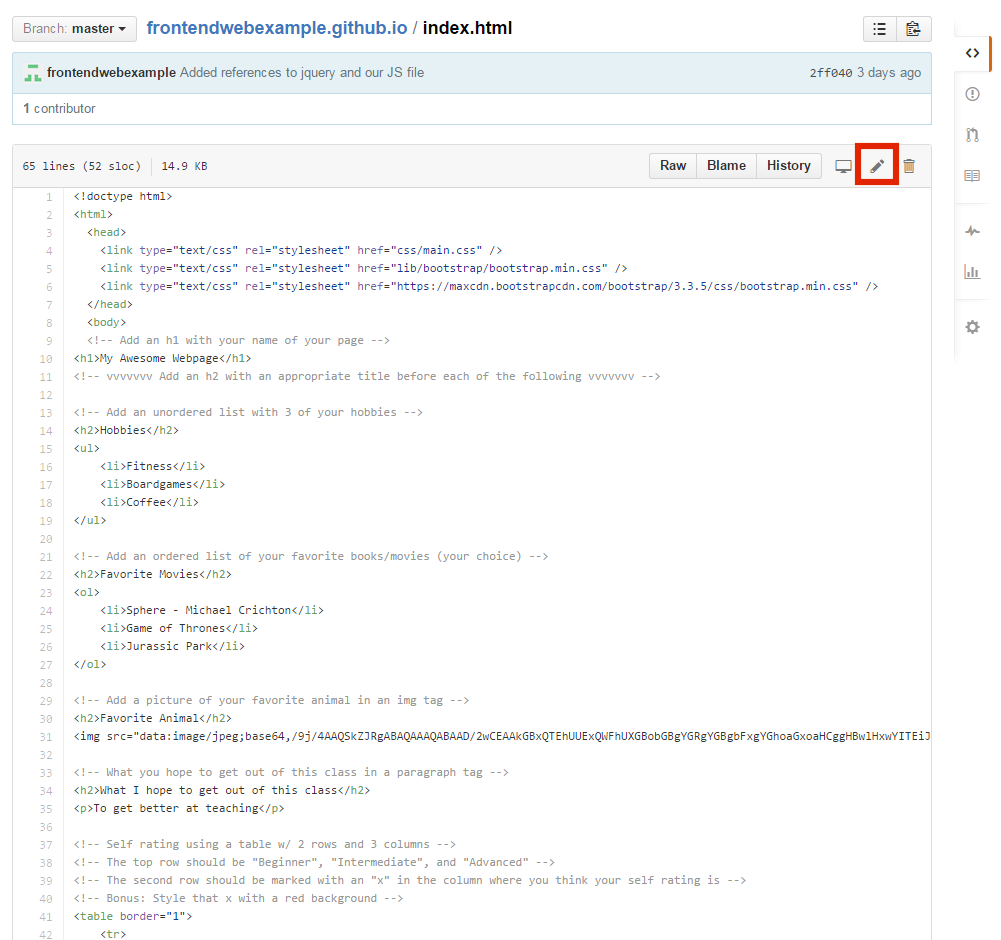 Branch: master frontendwebexample.github.io / index.html
frontendwebexample Added references to jquery and our JS file 2ff040 3 days ago
1 contributor
65 lines (52 sloc) 14.9 KB Raw Blame History
1 <!doctype html>
2 <html>
3 <head>
4 <link type="text/css" rel="stylesheet" href="css/main.css" />
5 <link type="text/css" rel="stylesheet" href="lib/bootstrap/bootstrap.min.css" />
6 <link type="text/css" rel="stylesheet" href="https://maxcdn.bootstrapcdn.com/bootstrap/3.3.5/css/bootstrap.min.css" />
7 </head>
8 <body>
9 <!-- Add an h1 with your name of your page -->
10 <h1>My Awesome Webpage</h1>
11 <!-- vvvvvvv Add an h2 with an appropriate title before each of the following vvvvvvv -->
12
13 <!-- Add an unordered list with 3 of your hobbies -->
14 <h2>Hobbies</h2>
15 <ul>
16 <li>Fitness</li>
17 <li>Boardgames</li>
18 <li>Coffee</li>
19 </ul>
20
21 <!-- Add an ordered list of your favorite books/movies (your choice) -->
22 <h2>Favorite Movies</h2>
23 <ol>
24 <li>Sphere - Michael Crichton</li>
25 <li>Game of Thrones</li>
26 <li>Jurassic Park</li>
27 </ol>
28
29 <!-- Add a picture of your favorite animal in an img tag -->
30 <h2>Favorite Animal</h2>
31 <img src="data:image/jpeg;base64,/9j/4AAQSkZJRgABAQAAAQABAAD/2wCEAAkGBxQTEhUUExQWFhUXGBobGBgYGRgYGBgbFxgYGhoaGxoaHCggHBwlHxwYITEiJ
32
33 <!-- What you hope to get out of this class in a paragraph tag -->
34 <h2>What I hope to get out of this class</h2>
35 <p>To get better at teaching</p>
36
37 <!-- Self rating using a table w/ 2 rows and 3 columns -->
38 <!-- The top row should be "Beginner", "Intermediate", and "Advanced" -->
39 <!-- The second row should be marked with an "x" in the column where you think your self rating is -->
40 <!-- Bonus: Style that x with a red background -->
41 <table border="1">
42 <tr>